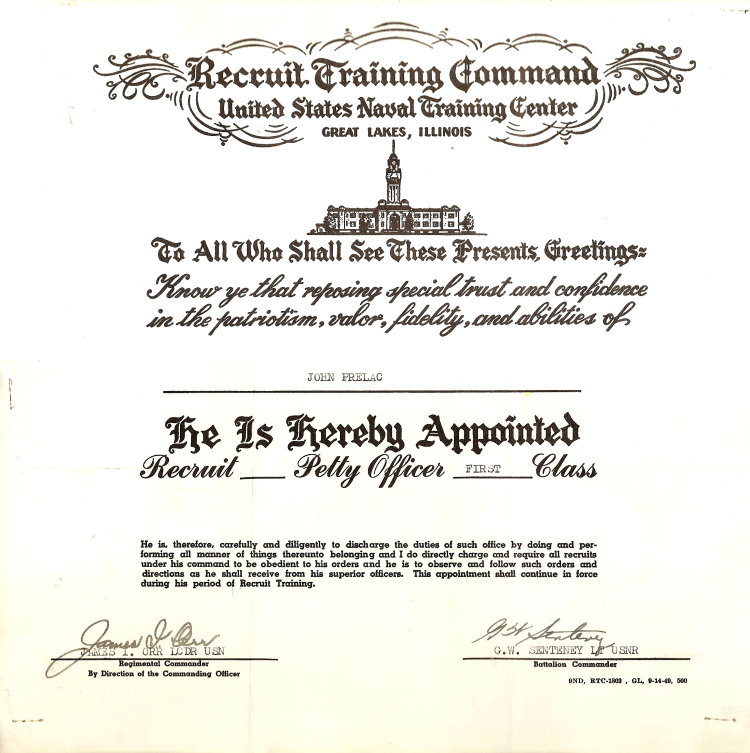 Recruit Training Command
United States Naval Training Center
GREAT LAKES, ILLINOIS
To All Who Shall See These Presents, Greetings:
Know ye that reposing special trust and confidence
in the patriotism, valor, fidelity, and abilities of
JOHN PRELAC
He Is Hereby Appointed
Recruit ___ Petty Officer FIRST Class
He is, therefore, carefully and diligently to discharge the duties of such office by doing and per-
forming all manner of things thereunto belonging and I do directly charge and require all recruits
under his command to be obedient to his orders and he is to observe and follow such orders and
directions as he shall receive from his superior officers. This appointment shall continue in force
during his period of Recruit Training.
James I. Orr
JAMES I. ORR LCDR USN
Regimental Commander
By Direction of the Commanding Officer
G W Senteney
G.W. SENTENEY LT USNR
Battalion Commander
9ND, RTC-1802 , GL, 9-14-49, 500